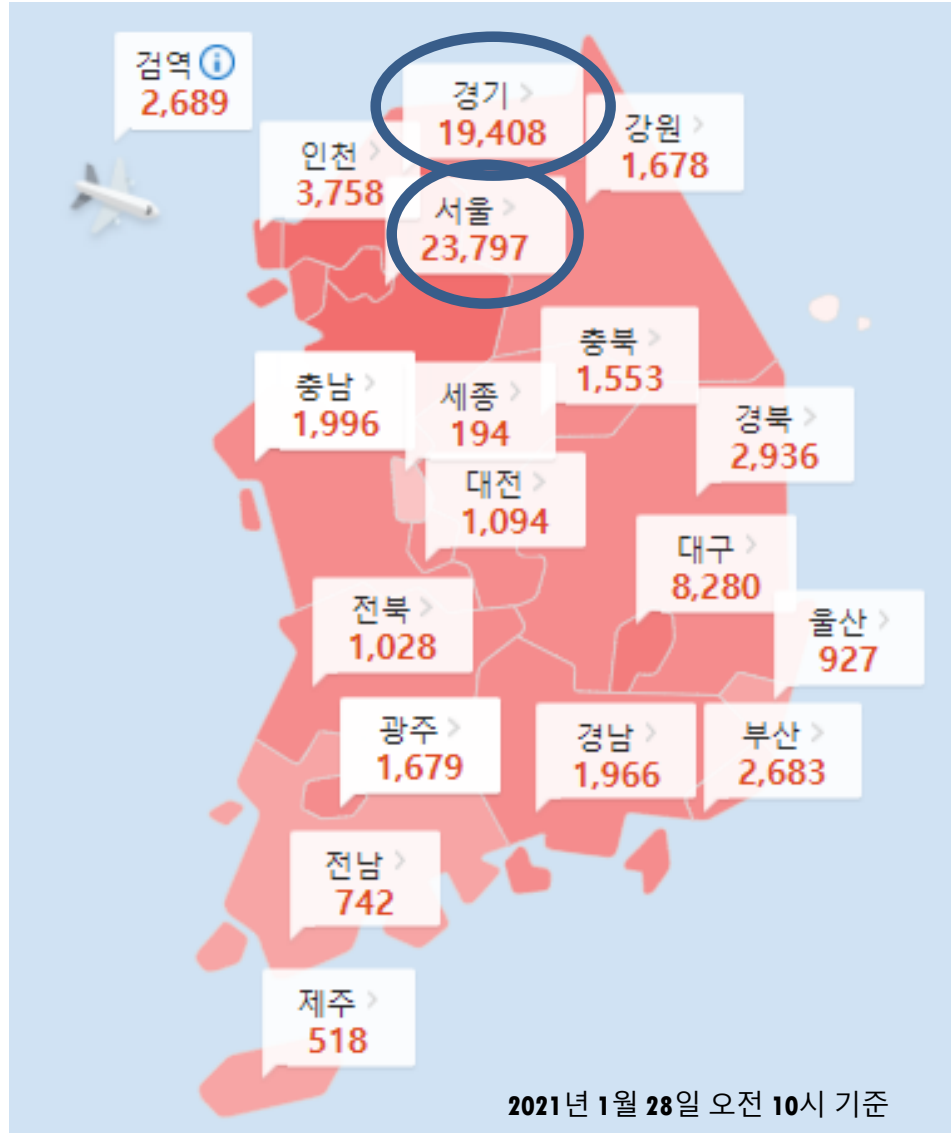 검역
2,689
경기
19,408
강원
1,678
인천
3,758
서울
23,797
충북
1,553
충남
1,996
세종
194
경북
2,936
대전
1,094
대구
8,280
전북
1,028
울산
927
광주
1,679
경남
1,966
부산
2,683
전남
742
제주
518
2021년 1월 28일 오전 10시 기준